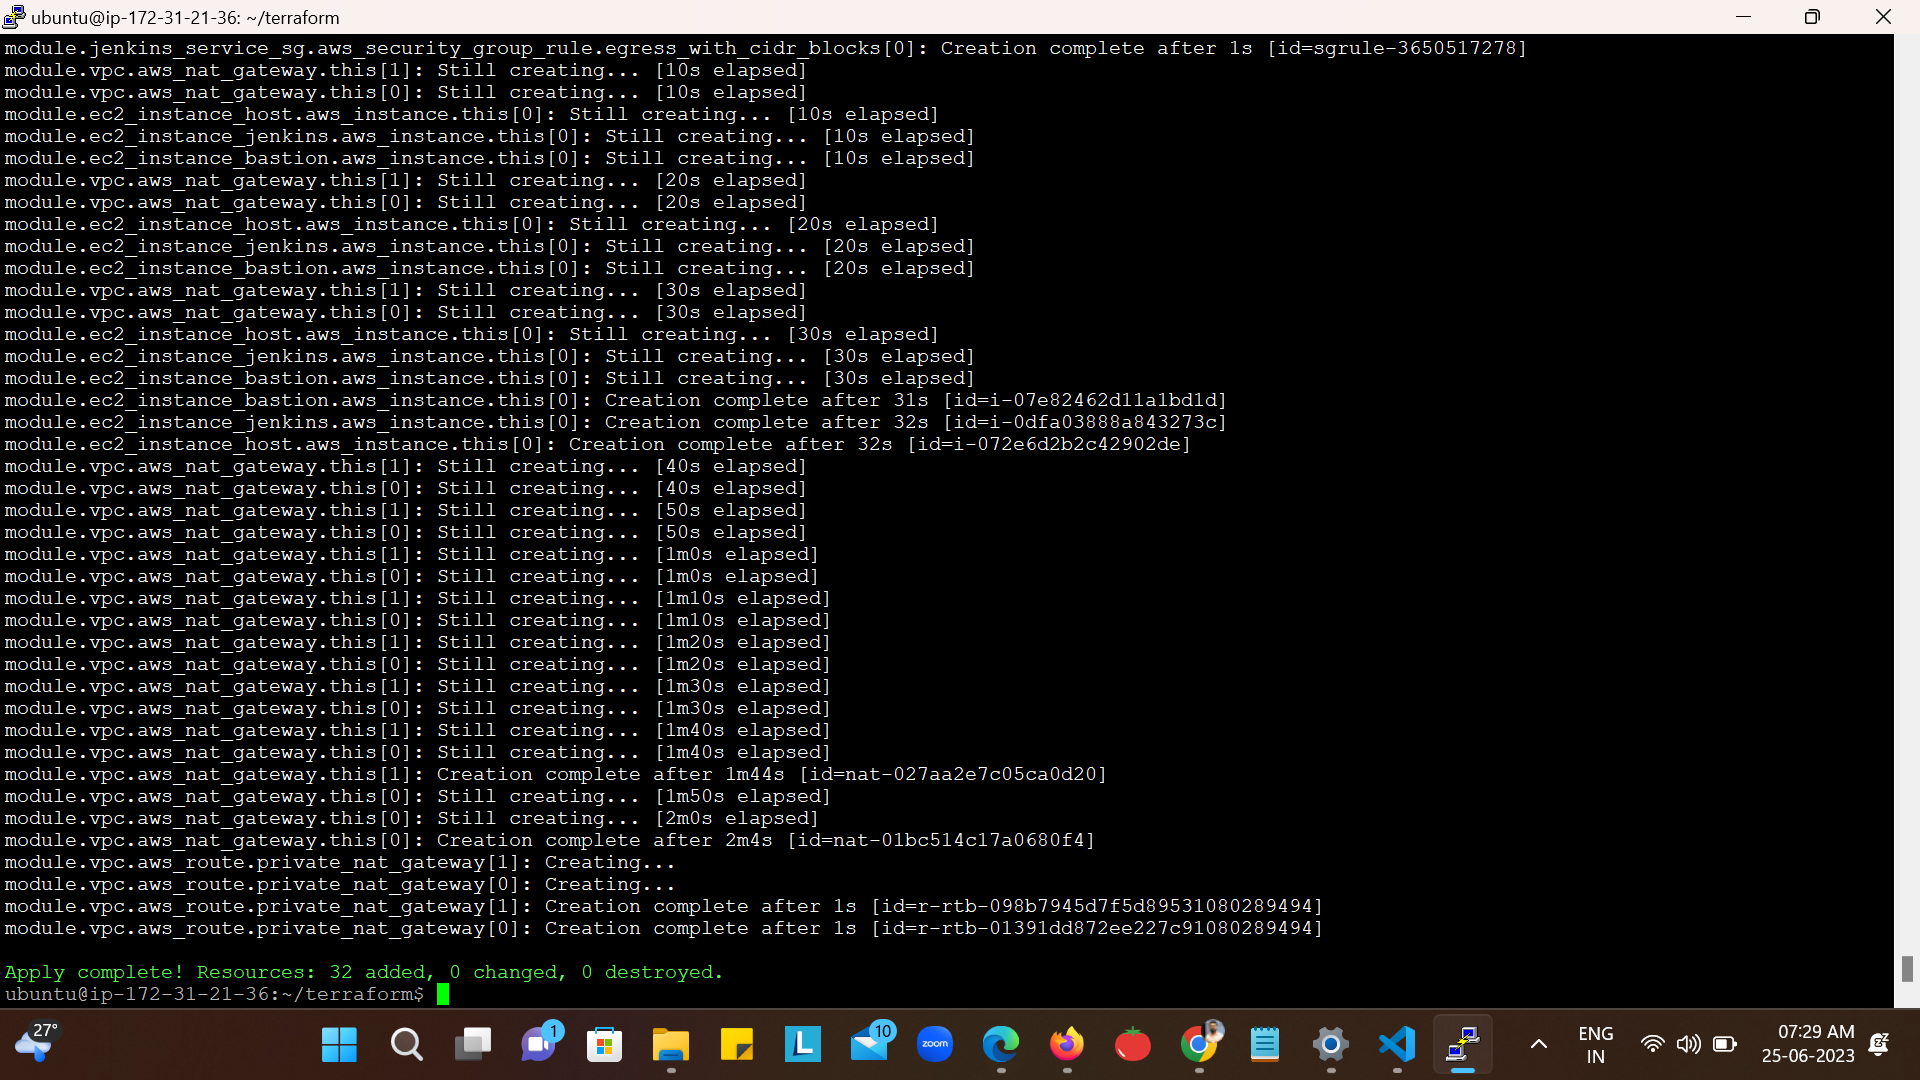 ubuntu@ip-172-31-21-36: ~/terraform
module.jenkins_service_sg.aws_security_group_rule.egress_with_cidr_blocks[0]: Creation complete after 1s [id=sgrule-3650517278]
module.vpc.aws_nat_gateway.this[1]: Still creating... [10s elapsed]
module.vpc.aws_nat_gateway.this[0]: Still creating... [10s elapsed]
module.ec2_instance_host.aws_instance.this[0]: Still creating... [10s elapsed]
module.ec2_instance_jenkins.aws_instance.this[0]: Still creating... [10s elapsed]
module.ec2_instance_bastion.aws_instance.this[0]: Still creating... [10s elapsed]
module.vpc.aws_nat_gateway.this[1]: Still creating... [20s elapsed]
module.vpc.aws_nat_gateway.this[0]: Still creating... [20s elapsed]
module.ec2_instance_host.aws_instance.this[0]: Still creating... [20s elapsed]
module.ec2_instance_jenkins.aws_instance.this[0]: Still creating... [20s elapsed]
module.ec2_instance_bastion.aws_instance.this[0]: Still creating... [20s elapsed]
module.vpc.aws_nat_gateway.this[1]: Still creating... [30s elapsed]
module.vpc.aws_nat_gateway.this[0]: Still creating... [30s elapsed]
module.ec2_instance_host.aws_instance.this[0]: Still creating... [30s elapsed]
module.ec2_instance_jenkins.aws_instance.this[0]: Still creating... [30s elapsed]
module.ec2_instance_bastion.aws_instance.this[0]: Still creating... [30s elapsed]
module.ec2_instance_bastion.aws_instance.this[0]: Creation complete after 31s [id=i-07e82462d11a1bd1d]
module.ec2_instance_jenkins.aws_instance.this[0]: Creation complete after 32s [id=i-0dfa03888a843273c]
module.ec2_instance_host.aws_instance.this[0]: Creation complete after 32s [id=i-072e6d2b2c42902de]
module.vpc.aws_nat_gateway.this[1]: Still creating... [40s elapsed]
module.vpc.aws_nat_gateway.this[0]: Still creating... [40s elapsed]
module.vpc.aws_nat_gateway.this[1]: Still creating... [50s elapsed]
module.vpc.aws_nat_gateway.this[0]: Still creating... [50s elapsed]
module.vpc.aws_nat_gateway.this[1]: Still creating... [1m0s elapsed]
module.vpc.aws_nat_gateway.this[0]: Still creating... [1m0s elapsed]
module.vpc.aws_nat_gateway.this[1]: Still creating... [1m10s elapsed]
module.vpc.aws_nat_gateway.this[0]: Still creating... [1m10s elapsed]
module.vpc.aws_nat_gateway.this[1]: Still creating... [1m20s elapsed]
module.vpc.aws_nat_gateway.this[0]: Still creating... [1m20s elapsed]
module.vpc.aws_nat_gateway.this[1]: Still creating... [1m30s elapsed]
module.vpc.aws_nat_gateway.this[0]: Still creating... [1m30s elapsed]
module.vpc.aws_nat_gateway.this[1]: Still creating... [1m40s elapsed]
module.vpc.aws_nat_gateway.this[0]: Still creating... [1m40s elapsed]
module.vpc.aws_nat_gateway.this[1]: Creation complete after 1m44s [id=nat-027aa2e7c05ca0d20]
module.vpc.aws_nat_gateway.this[0]: Still creating... [1m50s elapsed]
module.vpc.aws_nat_gateway.this[0]: Still creating... [2m0s elapsed]
module.vpc.aws_nat_gateway.this[0]: Creation complete after 2m4s [id=nat-01bc514c17a0680f4]
module.vpc.aws_route.private_nat_gateway[1]: Creating...
module.vpc.aws_route.private_nat_gateway[0]: Creating...
module.vpc.aws_route.private_nat_gateway[1]: Creation complete after 1s [id=r-rtb-098b7945d7f5d89531080289494]
module.vpc.aws_route.private_nat_gateway[0]: Creation complete after 1s [id=r-rtb-01391dd872ee227c91080289494]
Apply complete! Resources: 32 added, 0 changed, 0 destroyed.
ubuntu@ip-172-31-21-36:~/terraform$
27°
1
L
10
zoom
ENG
IN
07:29 AM
25-06-2023